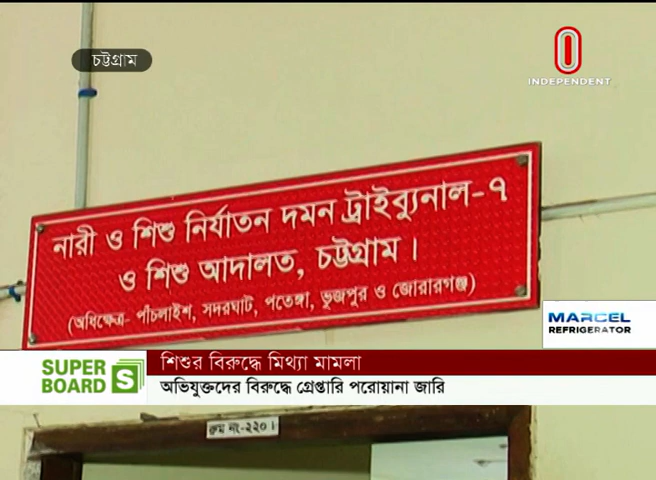 চট্টগ্রাম
INDEPENDENT
নারী ও শিশু নির্যাতন দমন ট্রাইব্যুনাল-৭
ও শিশু আদালত, চট্টগ্রাম।
(অধিক্ষেত্র- পাঁচলাইশ, সদরঘাট, পতেঙ্গা, ভূজপুর ও জোরারগঞ্জ)
MARCEL
REFRIGERATOR
SUPER
BOARD S
শিশুর বিরুদ্ধে মিথ্যা মামলা
অভিযুক্তদের বিরুদ্ধে গ্রেপ্তারি পরোয়ানা জারি
রুম নং-২২০।